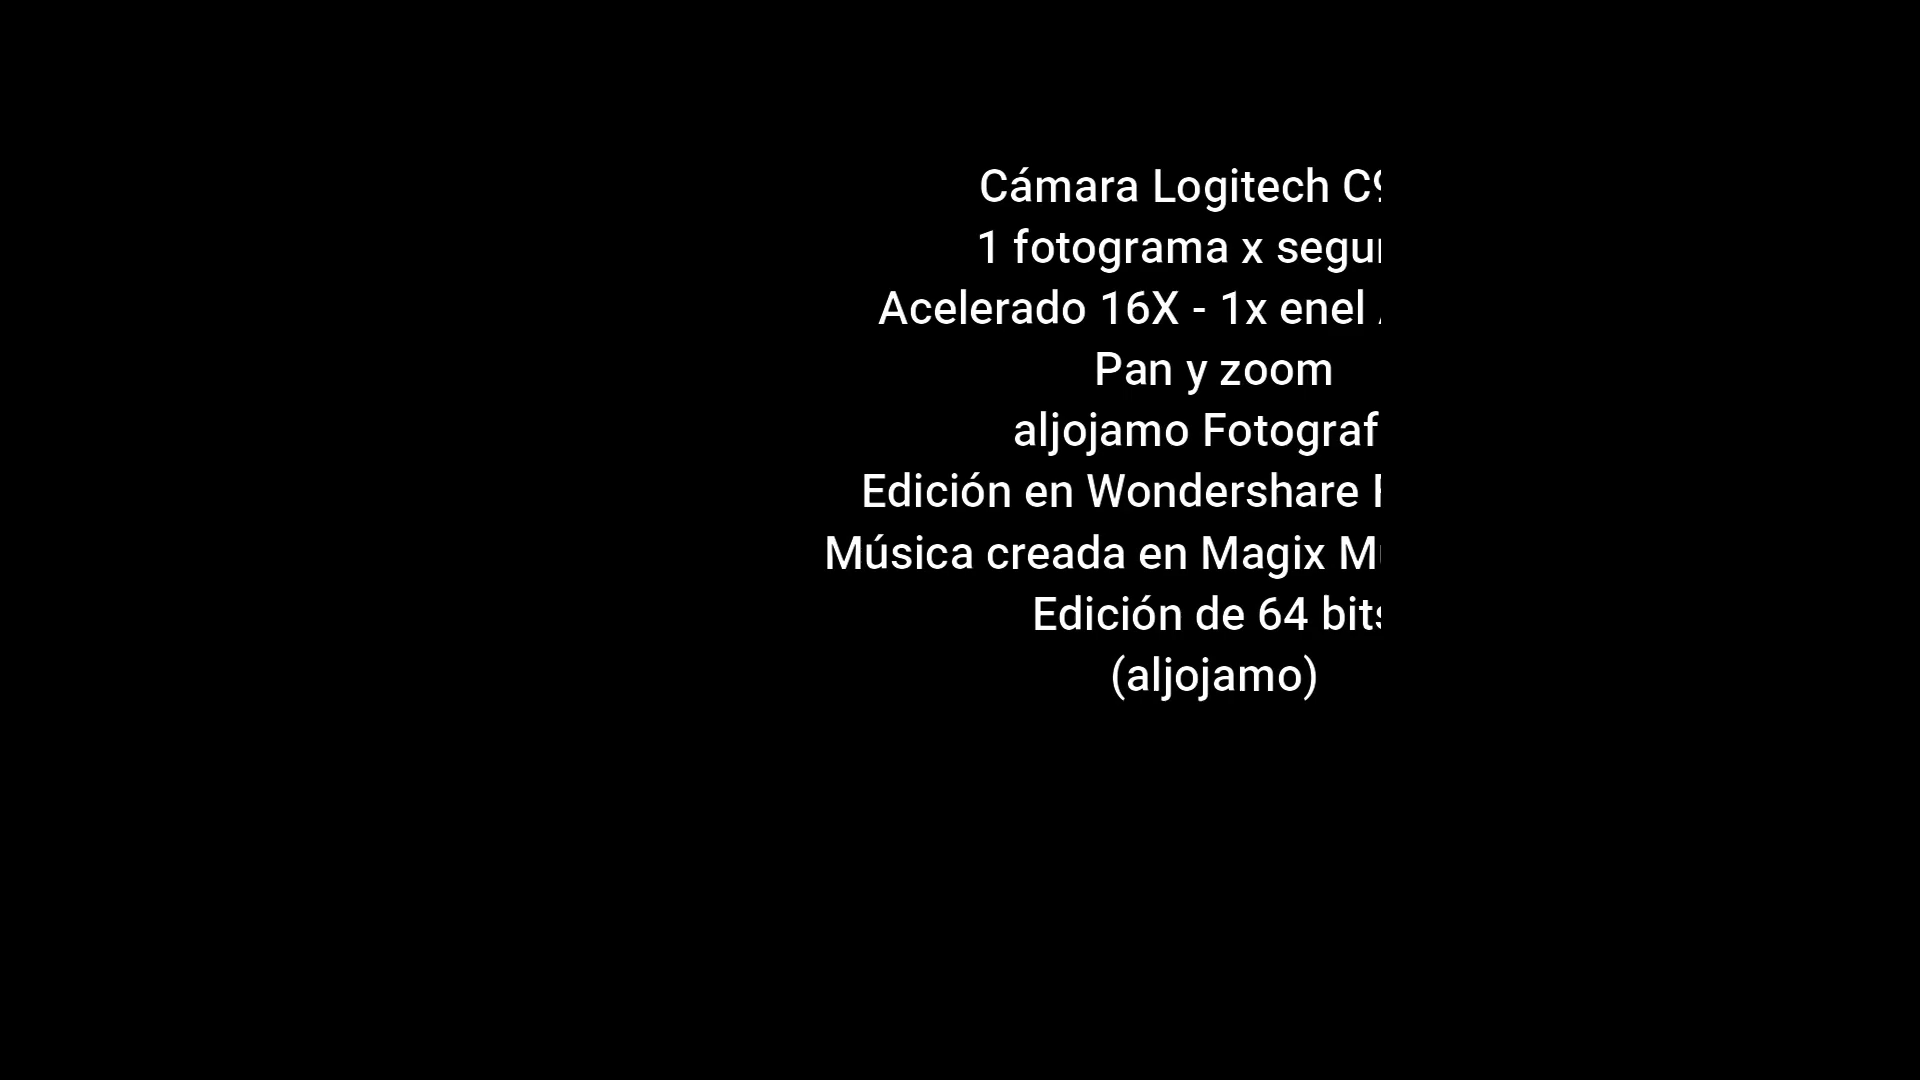 Cámara Logitech
1 fotograma x
Acelerado 16X - 1x enel
Pan y zoom
aljojamo
Edición en Wondershare
Música creada en Magix
Edición de 64 bits
(aljojamo)